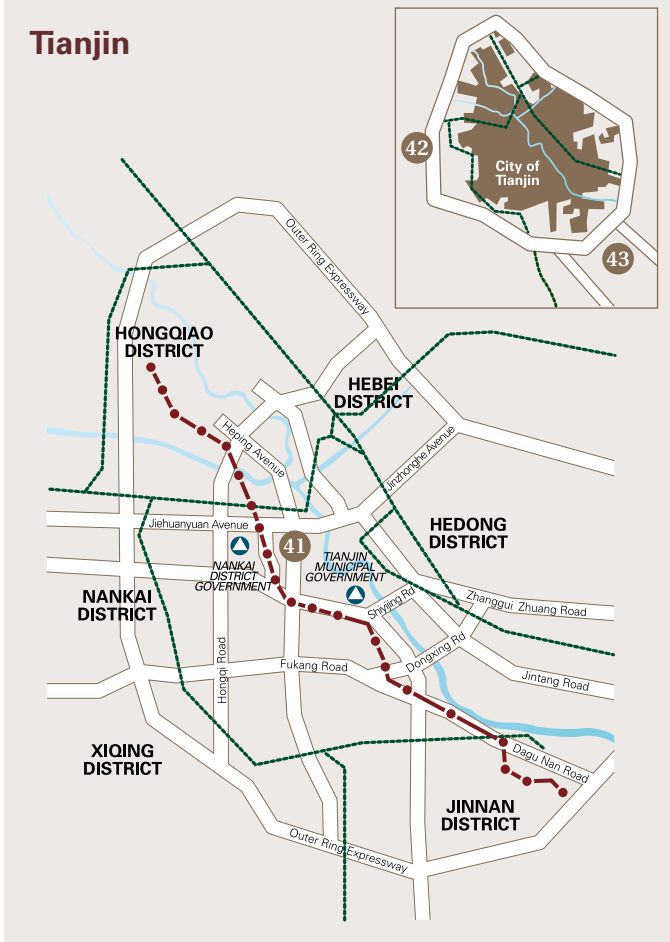 Tianjin
42
City of
Tianjin
43
Outer Ring Expressway
HONGQIAO
DISTRICT
HEBEI
DISTRICT
Heping Avenue
Jinzhonghe Avenue
Jiehuanyuan Avenue
41
HEDONG
DISTRICT
NANKAI
DISTRICT
GOVERNMENT
TIANJIN
MUNICIPAL
GOVERNMENT
NANKAI
DISTRICT
Shiyijing Rd
Zhanggui Zhuang Road
Hongqi Road
Fukang Road
Dongxing Rd
Jintang Road
XIQING
DISTRICT
Dagu Nan Road
JINNAN
DISTRICT
Outer Ring Expressway